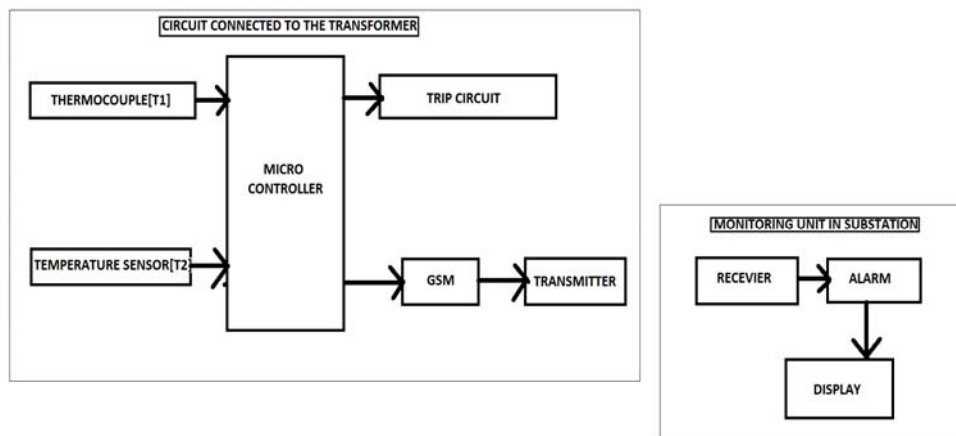 CIRCUIT CONNECTED TO THE TRANSFORMER
THERMOCOUPLE[T1]
TRIP CIRCUIT
MICRO
CONTROLLER
TEMPERATURE SENSOR[T2]
GSM
TRANSMITTER
MONITORING UNIT IN SUBSTATION
RECEVIER
ALARM
DISPLAY